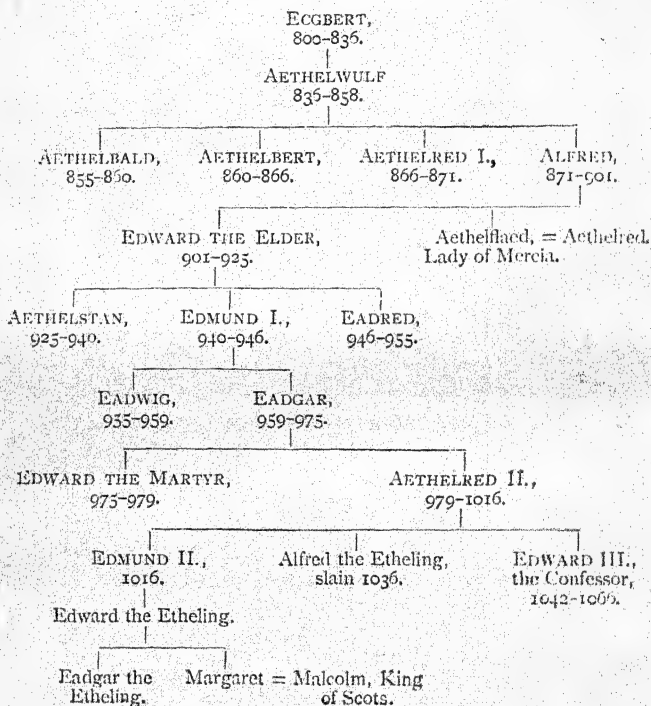 ECGBERT,
800–836.
AETHELWULF
836–858.
AETHELBALD, AETHELBERT, AETHELRED I., ALFRED,
855–860. 860–866. 866–871. 871–901.
EDWARD THE ELDER, Aethelflaed, = Aethelred.
901–925. Lady of Mercia.
AETHELSTAN, EDMUND I., EADRED,
925–940. 940–946. 946–955.
EADWIG, EADGAR,
955–959. 959–975.
EDWARD THE MARTYR, AETHELRED II.,
975–979. 979–1016.
EDMUND II., Alfred the Etheling, EDWARD III.,
1016. slain 1036. the Confessor,
1042–1066.
Edward the Etheling.
Eadgar the Margaret = Malcolm, King
Etheling. of Scots.